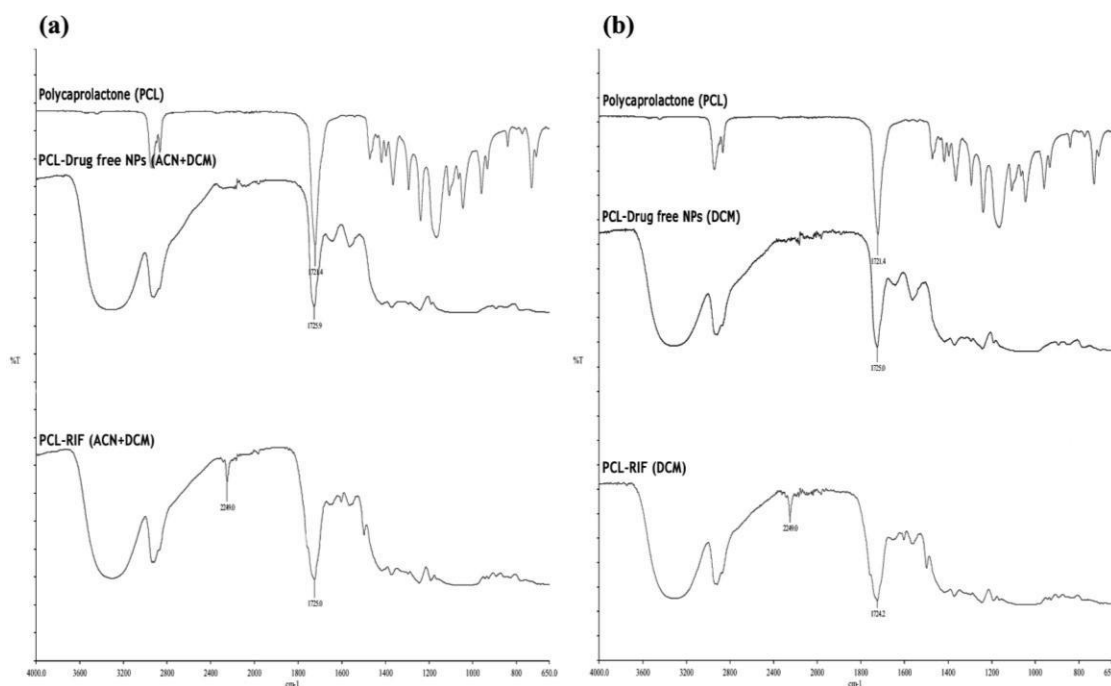 (a)
Polycaprolactone (PCL)
PCL-Drug free NPs (ACN+DCM)
1721.4
1725.9
%T
PCL-RIF (ACN+DCM)
2249.0
1725.0
4000.0 3600 3200 2800 2400 2000 1800 1600 1400 1200 1000 800 650.0
cm-1
(b)
Polycaprolactone (PCL)
PCL-Drug free NPs (DCM)
1721.4
1725.0
%T
PCL-RIF (DCM)
2249.0
1724.2
4000.0 3600 3200 2800 2400 2000 1800 1600 1400 1200 1000 800 650.0
cm-1